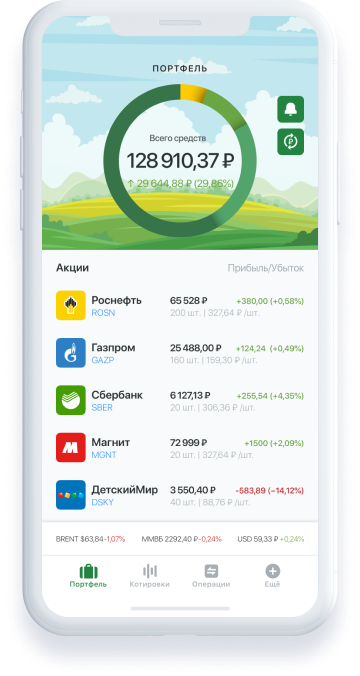 ПОРТФЕЛЬ
Всего средств
128 910,37 ₽
↑ 29 644,88 ₽ (29,86%)
Акции Прибыль/Убыток
Роснефть 65 528 ₽ +380,00 (+0,58%)
ROSN 200 шт. | 327,64 ₽ /шт.
Газпром 25 488,00 ₽ +124,24 (+0,49%)
GAZP 160 шт. | 159,30 ₽ /шт.
Сбербанк 6 127,13 ₽ +255,54 (+4,35%)
SBER 20 шт. | 306,36 ₽ /шт.
Магнит 72 999 ₽ +1500 (+2,09%)
MGNT 20 шт. | 327,64 ₽ /шт.
ДетскийМир 3 550,40 ₽ -583,89 (−14,12%)
DSKY 40 шт. | 88,76 ₽ /шт.
BRENT $63,84-1,07% ММВБ 2292,40 ₽-0,24% USD 59,33 ₽ +0,24%
Портфель Котировки Операции Ещё